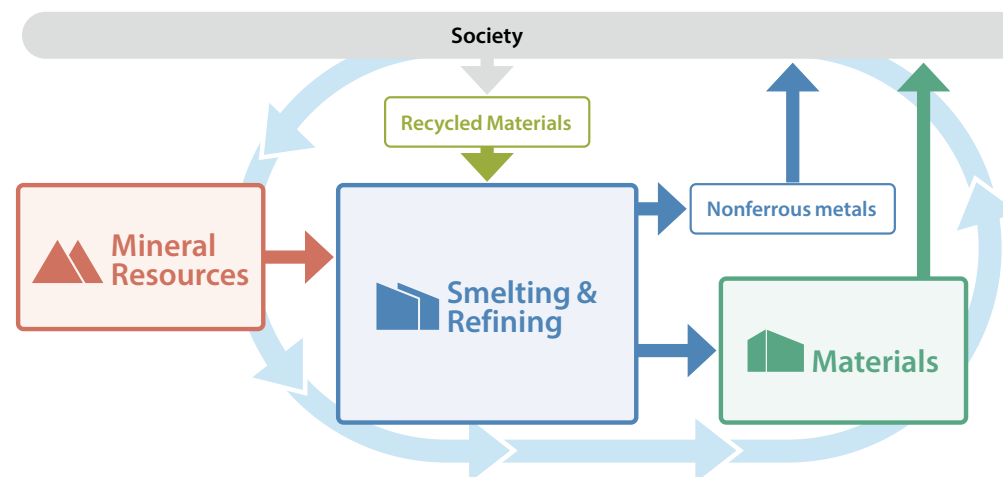 Society
Recycled Materials
Mineral
Resources
Smelting &
Refining
Nonferrous metals
Materials